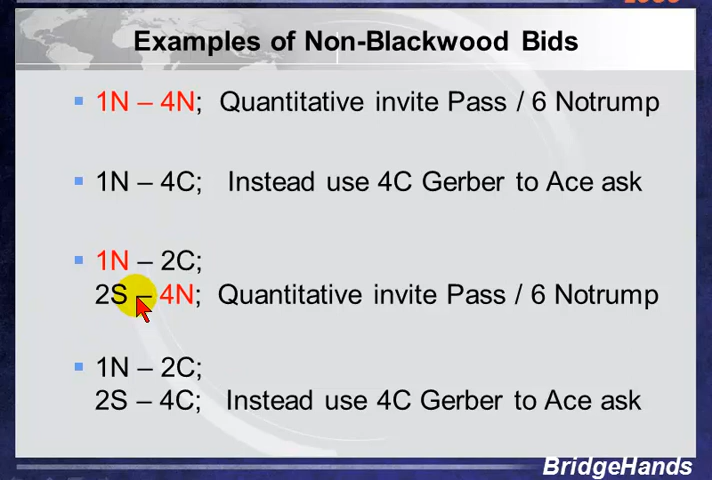 Examples of Non-Blackwood Bids
1N – 4N; Quantitative invite Pass / 6 Notrump
1N – 4C; Instead use 4C Gerber to Ace ask
1N – 2C;
2S – 4N; Quantitative invite Pass / 6 Notrump
1N – 2C;
2S – 4C; Instead use 4C Gerber to Ace ask
BridgeHands